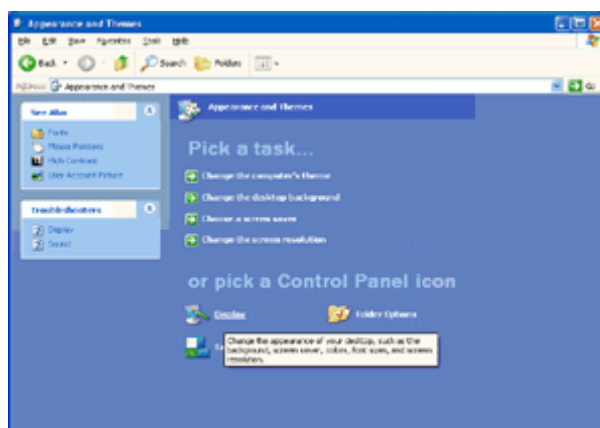 Appearance and Themes
File Edit View Favorites Tools Help
Back Search Folders
Address Appearance and Themes Go
See Also
Fonts
Mouse Pointers
High Contrast
User Account Picture
Troubleshooters
Display
Sound
Appearance and Themes
Pick a task...
Change the computer's theme
Change the desktop background
Choose a screen saver
Change the screen resolution
or pick a Control Panel icon
Display Folder Options
Change the appearance of your desktop, such as the
background, screen saver, colors, font sizes, and screen
resolution.